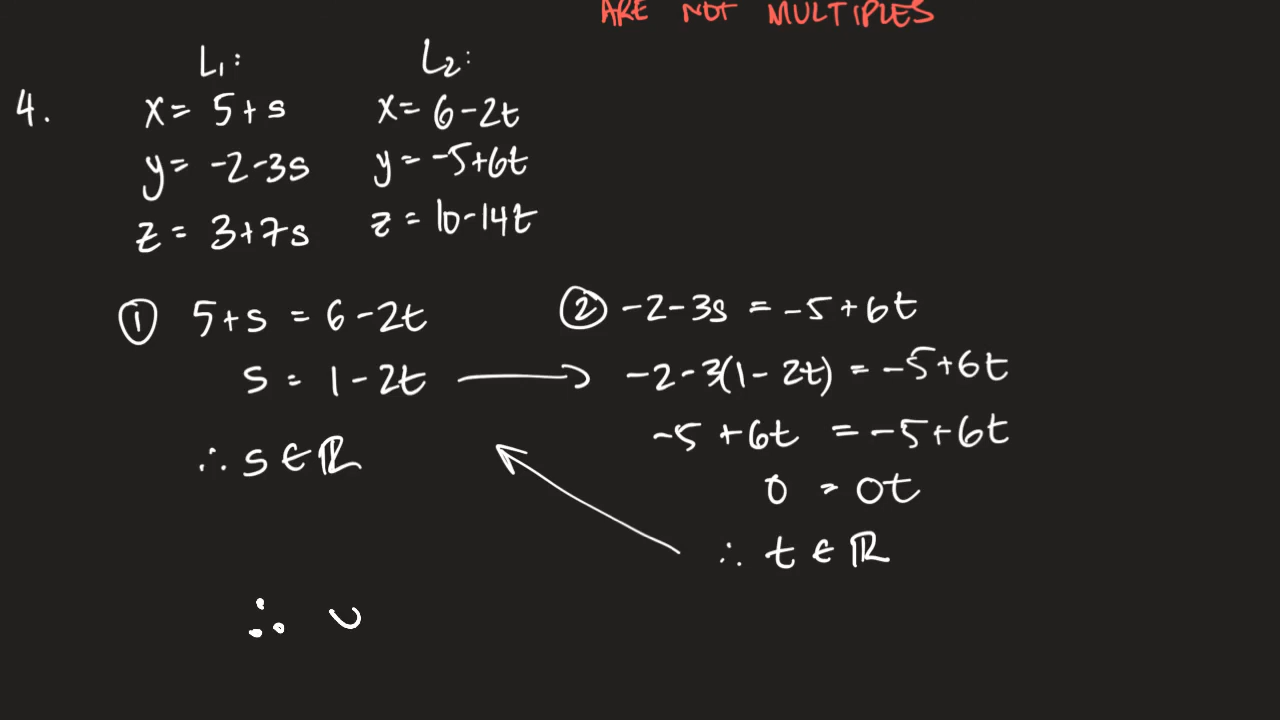 ARE NOT MULTIPLES
L₁: L₂:
4. x = 5+s x = 6-2t
y = -2-3s y = -5+6t
z = 3+7s z = 10-14t
① 5+s = 6-2t ② -2-3s = -5+6t
s = 1-2t → -2-3(1-2t) = -5+6t
∴ s ∈ ℝ -5+6t = -5+6t
0 = 0t
∴ t ∈ ℝ
∴